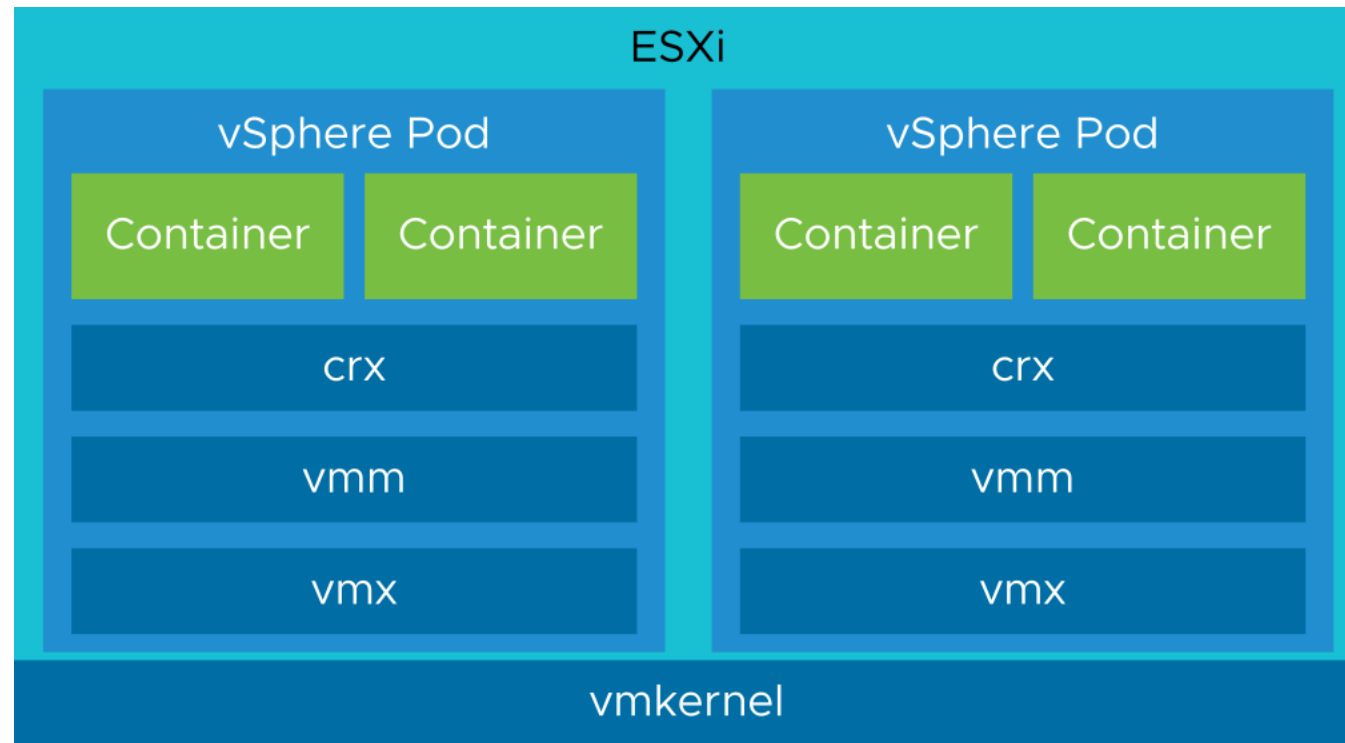 ESXi
vSphere Pod
vSphere Pod
Container
Container
Container
Container
crx
crx
vmm
vmm
vmx
vmx
vmkernel